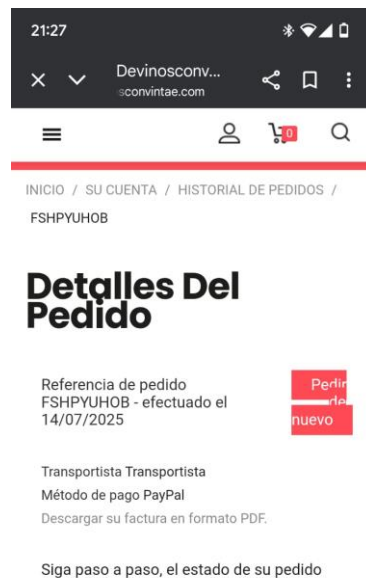 21:27
Devinosconv...
sconvintae.com
0
INICIO / SU CUENTA / HISTORIAL DE PEDIDOS /
FSHPYUHOB
Detalles Del
Pedido
Referencia de pedido
FSHPYUHOB - efectuado el
14/07/2025
Pedir
de
nuevo
Transportista Transportista
Método de pago PayPal
Descargar su factura en formato PDF.
Siga paso a paso, el estado de su pedido